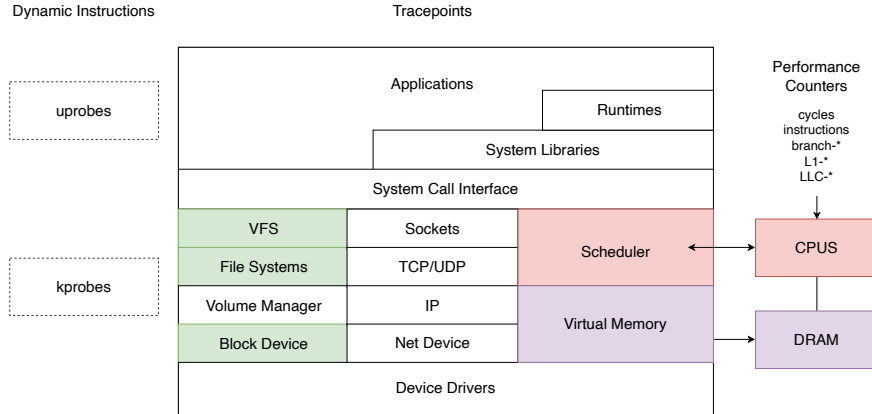 Dynamic Instructions
Tracepoints
Applications
Performance
Counters
uprobes
Runtimes
cycles
instructions
branch-*
L1-*
LLC-*
System Libraries
System Call Interface
VFS
Sockets
Scheduler
CPUS
File Systems
TCP/UDP
kprobes
Volume Manager
IP
Virtual Memory
DRAM
Block Device
Net Device
Device Drivers